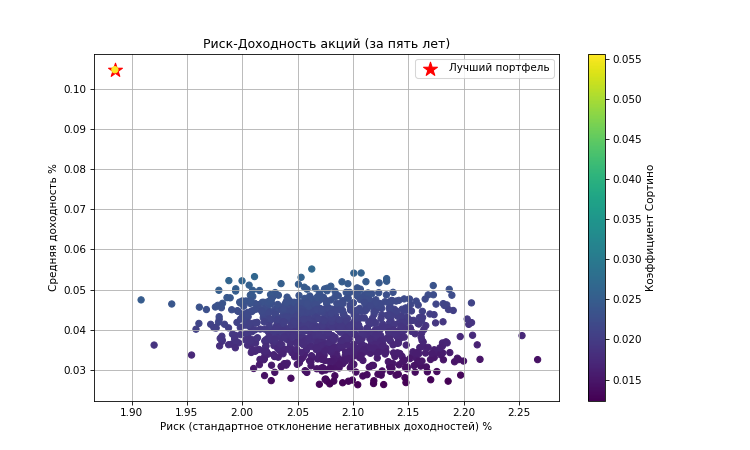 Риск-Доходность акций (за пять лет)
Лучший портфель
Средняя доходность %
0.10
0.09
0.08
0.07
0.06
0.05
0.04
0.03
1.90 1.95 2.00 2.05 2.10 2.15 2.20 2.25
Риск (стандартное отклонение негативных доходностей) %
0.055
0.050
0.045
0.040
0.035
0.030
0.025
0.020
0.015
Коэффициент Сортино